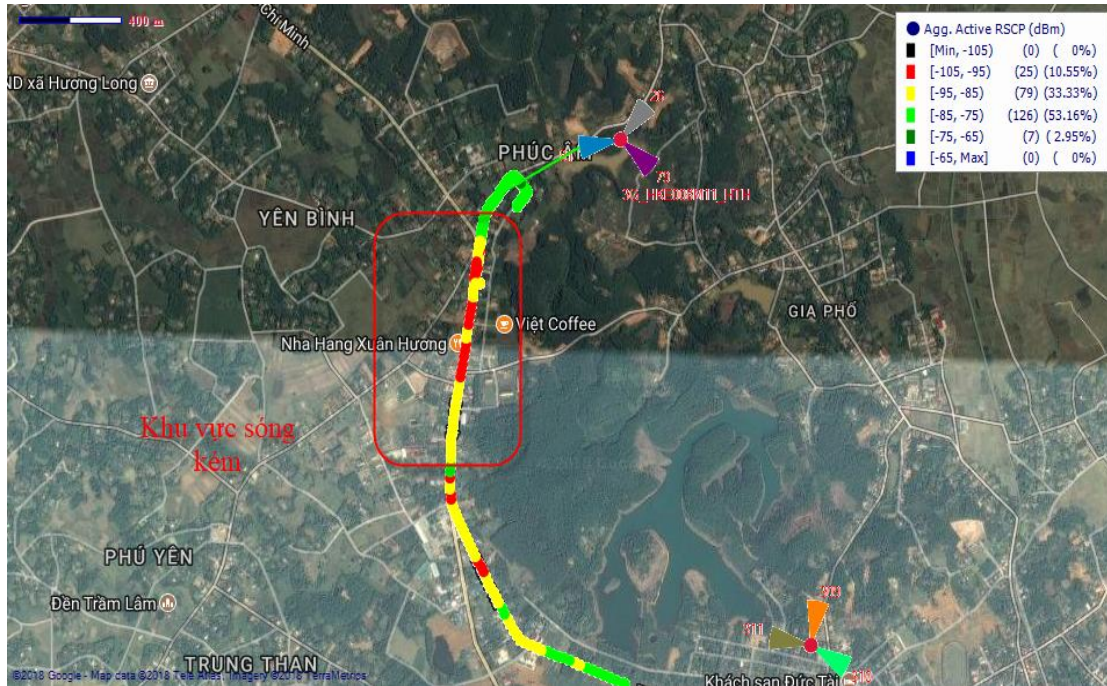 400 m
Chi Minh
ND xã Hương Long
PHÚC
YÊN BÌNH
Agg. Active RSCP (dBm)
[Min, -105) (0) ( 0%)
[-105, -95) (25) (10.55%)
[-95, -85) (79) (33.33%)
[-85, -75) (126) (53.16%)
[-75, -65) (7) ( 2.95%)
[-65, Max] (0) ( 0%)
26
GIA PHỐ
Việt Coffee
Nha Hang Xuân Hương
Khu vực sóng
kém
PHÚ YÊN
Đền Trầm Lâm
TRUNG THAN
Khách sạn Đức Tài
©2018 Google - Map data ©2018 Tele Atlas, Imagery ©2018 TerraMetrics